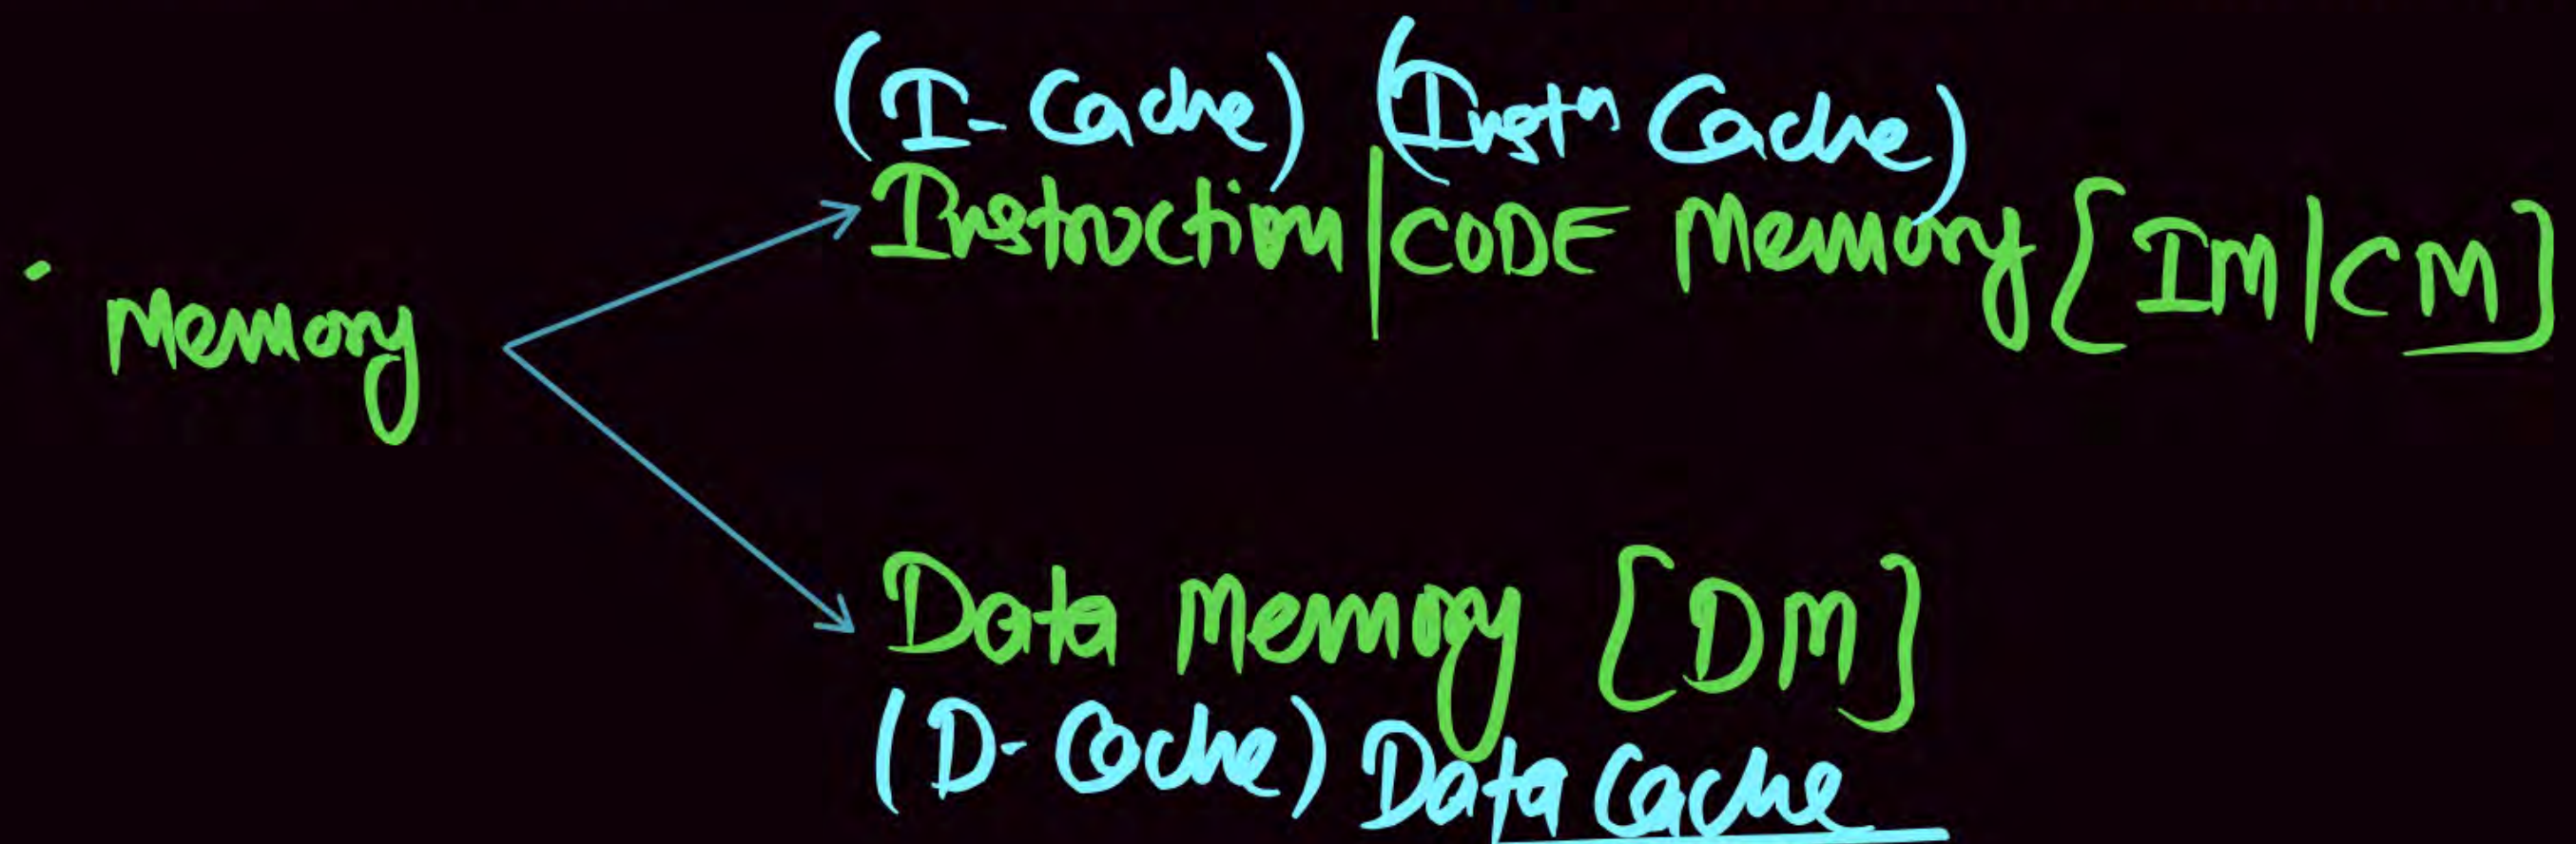 (I-Cache) (Instn Cache)
Instruction|CODE Memory [IM|CM]
Memory
Data Memory [DM]
(D-Cache) Data Cache